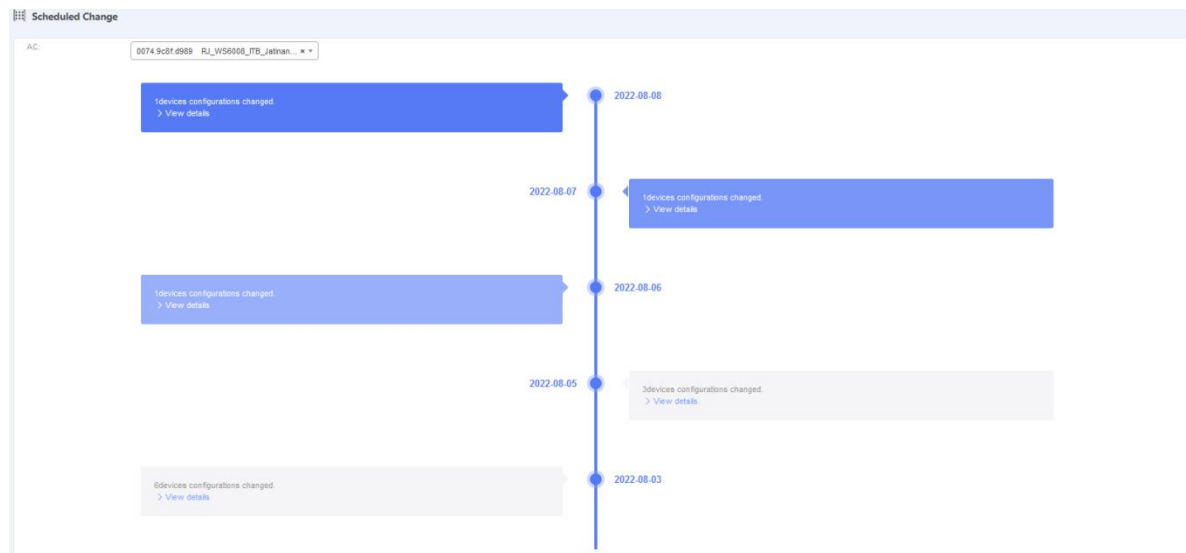 Scheduled Change
AC:
0074.9c8f.d989 RJ_WS6008_ITB_Jatinan...
1devices configurations changed.
> View details
2022-08-08
2022-08-07
1devices configurations changed.
> View details
1devices configurations changed.
> View details
2022-08-06
2022-08-05
3devices configurations changed.
> View details
6devices configurations changed.
> View details
2022-08-03